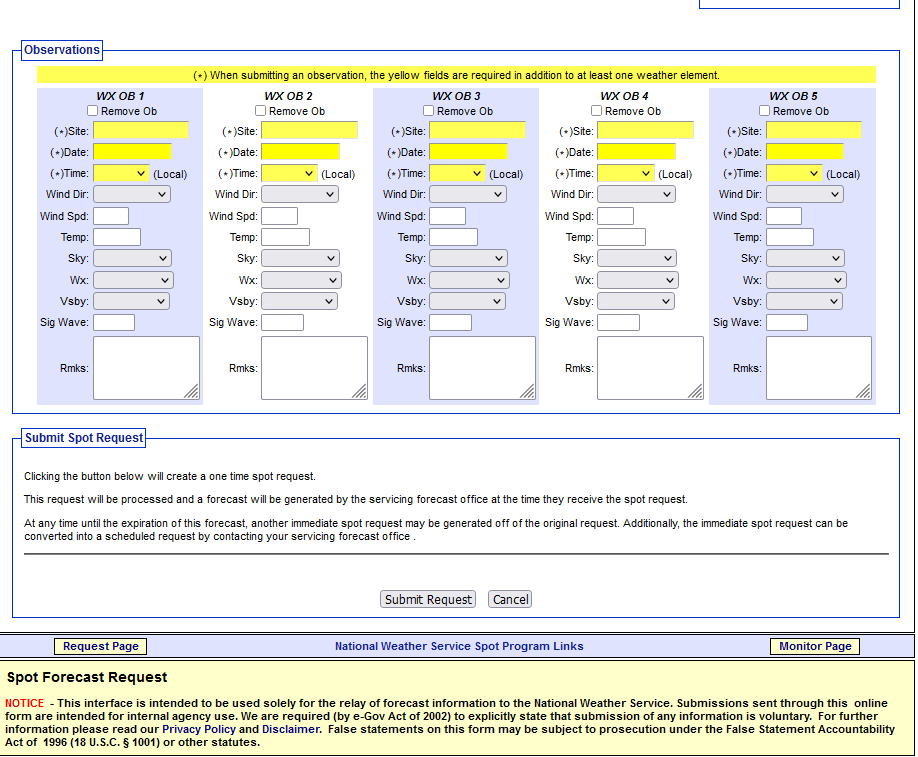 Observations
(*) When submitting an observation, the yellow fields are required in addition to at least one weather element.
WX OB 1 WX OB 2 WX OB 3 WX OB 4 WX OB 5
Remove Ob Remove Ob Remove Ob Remove Ob Remove Ob
(*)Site: (*)Site: (*)Site: (*)Site: (*)Site:
(*)Date: (*)Date: (*)Date: (*)Date: (*)Date:
(*)Time: (Local) (*)Time: (Local) (*)Time: (Local) (*)Time: (Local) (*)Time: (Local)
Wind Dir: Wind Dir: Wind Dir: Wind Dir: Wind Dir:
Wind Spd: Wind Spd: Wind Spd: Wind Spd: Wind Spd:
Temp: Temp: Temp: Temp: Temp:
Sky: Sky: Sky: Sky: Sky:
Wx: Wx: Wx: Wx: Wx:
Vsby: Vsby: Vsby: Vsby: Vsby:
Sig Wave: Sig Wave: Sig Wave: Sig Wave: Sig Wave:
Rmks: Rmks: Rmks: Rmks: Rmks:
Submit Spot Request
Clicking the button below will create a one time spot request.
This request will be processed and a forecast will be generated by the servicing forecast office at the time they receive the spot request.
At any time until the expiration of this forecast, another immediate spot request may be generated off of the original request. Additionally, the immediate spot request can be
converted into a scheduled request by contacting your servicing forecast office .
Submit Request Cancel
Request Page National Weather Service Spot Program Links Monitor Page
Spot Forecast Request
NOTICE - This interface is intended to be used solely for the relay of forecast information to the National Weather Service. Submissions sent through this online
form are intended for internal agency use. We are required (by e-Gov Act of 2002) to explicitly state that submission of any information is voluntary. For further
information please read our Privacy Policy and Disclaimer. False statements on this form may be subject to prosecution under the False Statement Accountability
Act of 1996 (18 U.S.C. § 1001) or other statutes.